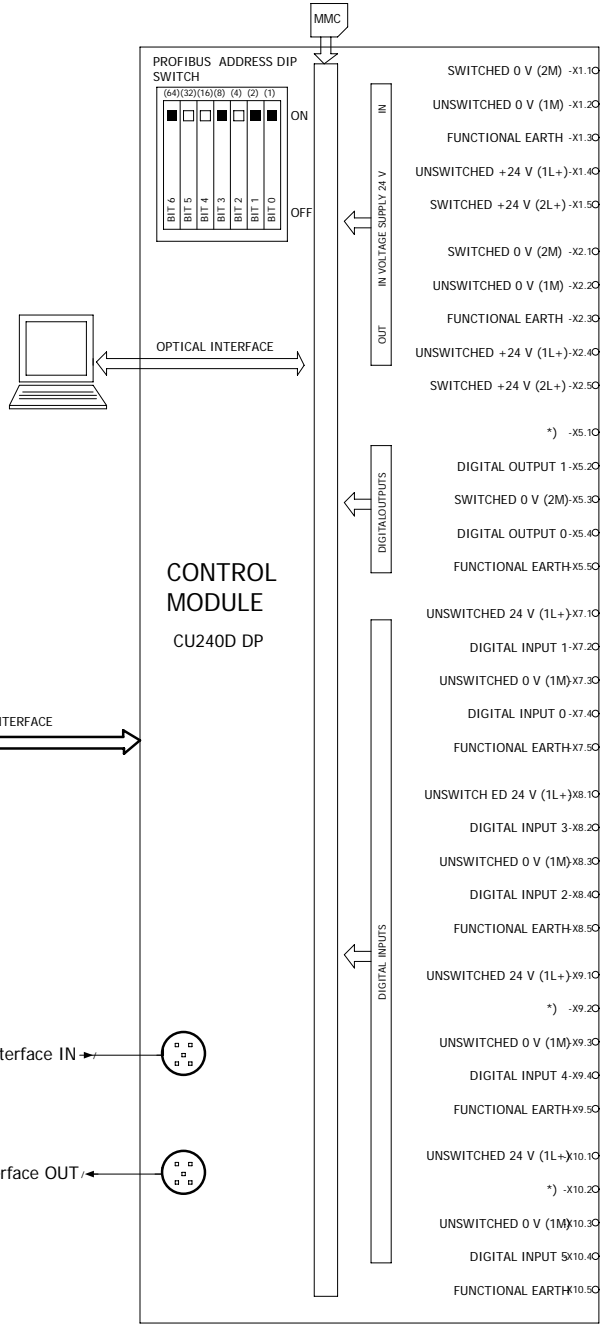 MMC
PROFIBUS ADDRESS DIP
SWITCH
(64)(32)(16)(8) (4) (2) (1)
ON
BIT 6
BIT 5
BIT 4
BIT 3
BIT 2
BIT 1
BIT 0
OFF
OPTICAL INTERFACE
CONTROL
MODULE
CU240D DP
NTERFACE
terface IN
rface OUT
IN
IN VOLTAGE SUPPLY 24 V
OUT
DIGITALOUTPUTS
DIGITAL INPUTS
SWITCHED 0 V (2M) -X1.1
UNSWITCHED 0 V (1M) -X1.2
FUNCTIONAL EARTH -X1.3
UNSWITCHED +24 V (1L+) -X1.4
SWITCHED +24 V (2L+) -X1.5
SWITCHED 0 V (2M) -X2.1
UNSWITCHED 0 V (1M) -X2.2
FUNCTIONAL EARTH -X2.3
UNSWITCHED +24 V (1L+) -X2.4
SWITCHED +24 V (2L+) -X2.5
*) -X5.1
DIGITAL OUTPUT 1 -X5.2
SWITCHED 0 V (2M) -X5.3
DIGITAL OUTPUT 0 -X5.4
FUNCTIONAL EARTH -X5.5
UNSWITCHED 24 V (1L+) -X7.1
DIGITAL INPUT 1 -X7.2
UNSWITCHED 0 V (1M) -X7.3
DIGITAL INPUT 0 -X7.4
FUNCTIONAL EARTH -X7.5
UNSWITCH ED 24 V (1L+) -X8.1
DIGITAL INPUT 3 -X8.2
UNSWITCHED 0 V (1M) -X8.3
DIGITAL INPUT 2 -X8.4
FUNCTIONAL EARTH -X8.5
UNSWITCHED 24 V (1L+) -X9.1
*) -X9.2
UNSWITCHED 0 V (1M) -X9.3
DIGITAL INPUT 4 -X9.4
FUNCTIONAL EARTH -X9.5
UNSWITCHED 24 V (1L+) X10.1
*) -X10.2
UNSWITCHED 0 V (1M) X10.3
DIGITAL INPUT 5 X10.4
FUNCTIONAL EARTH X10.5